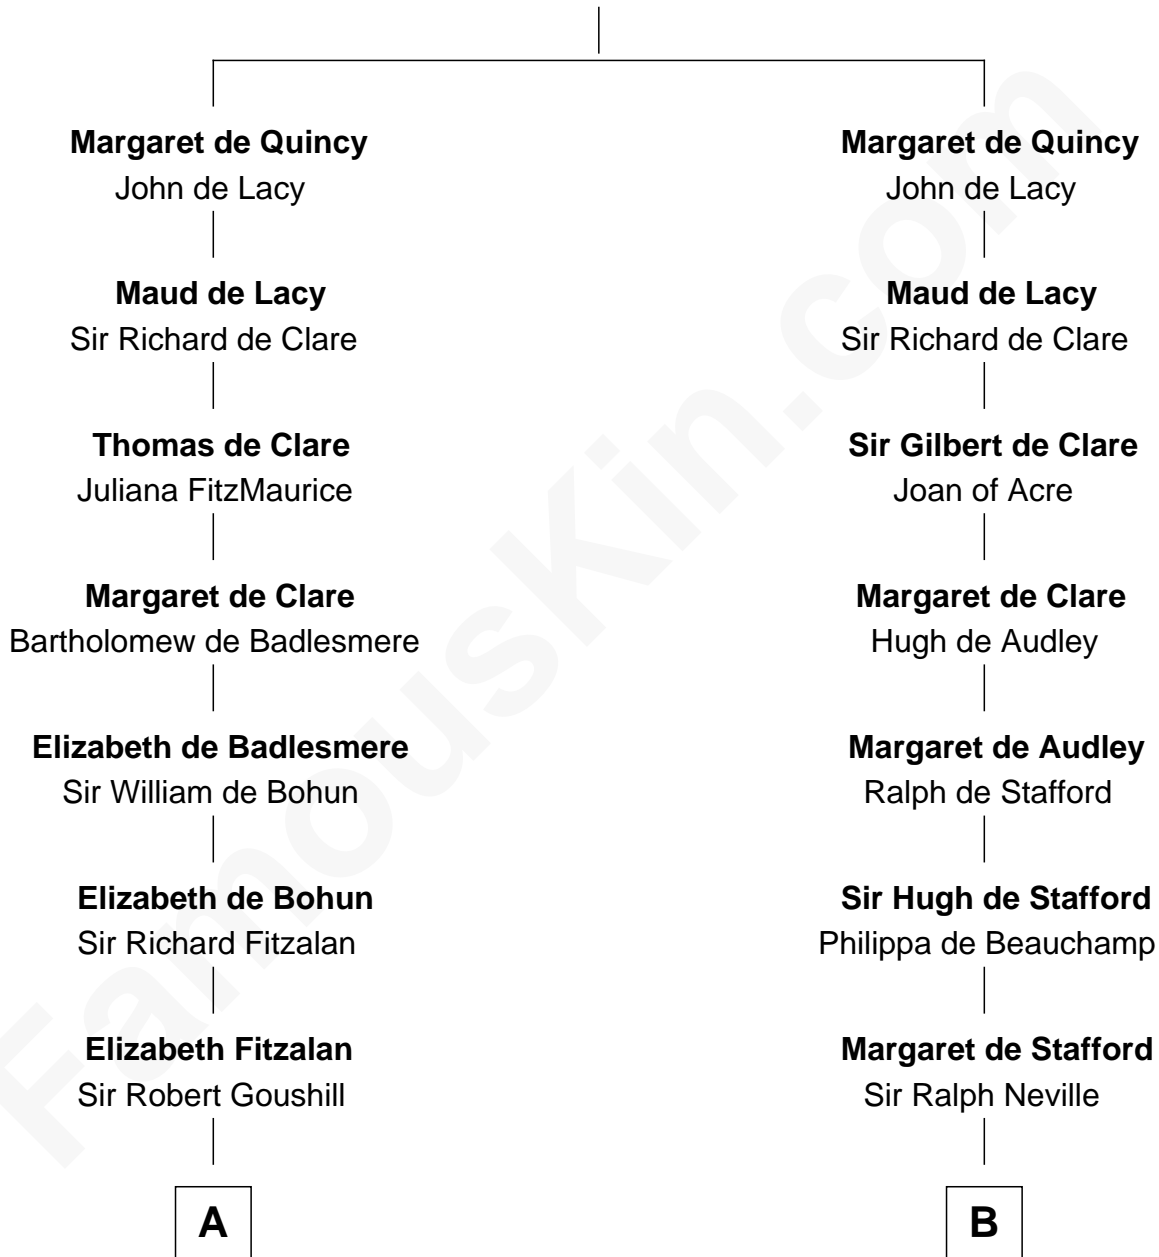 Margaret de Quincy
John de Lacy
Maud de Lacy
Sir Richard de Clare
Thomas de Clare
Juliana FitzMaurice
Margaret de Clare
Bartholomew de Badlesmere
Elizabeth de Badlesmere
Sir William de Bohun
Elizabeth de Bohun
Sir Richard Fitzalan
Elizabeth Fitzalan
Sir Robert Goushill
A
Margaret de Quincy
John de Lacy
Maud de Lacy
Sir Richard de Clare
Sir Gilbert de Clare
Joan of Acre
Margaret de Clare
Hugh de Audley
Margaret de Audley
Ralph de Stafford
Sir Hugh de Stafford
Philippa de Beauchamp
Margaret de Stafford
Sir Ralph Neville
B
FamousKin.com